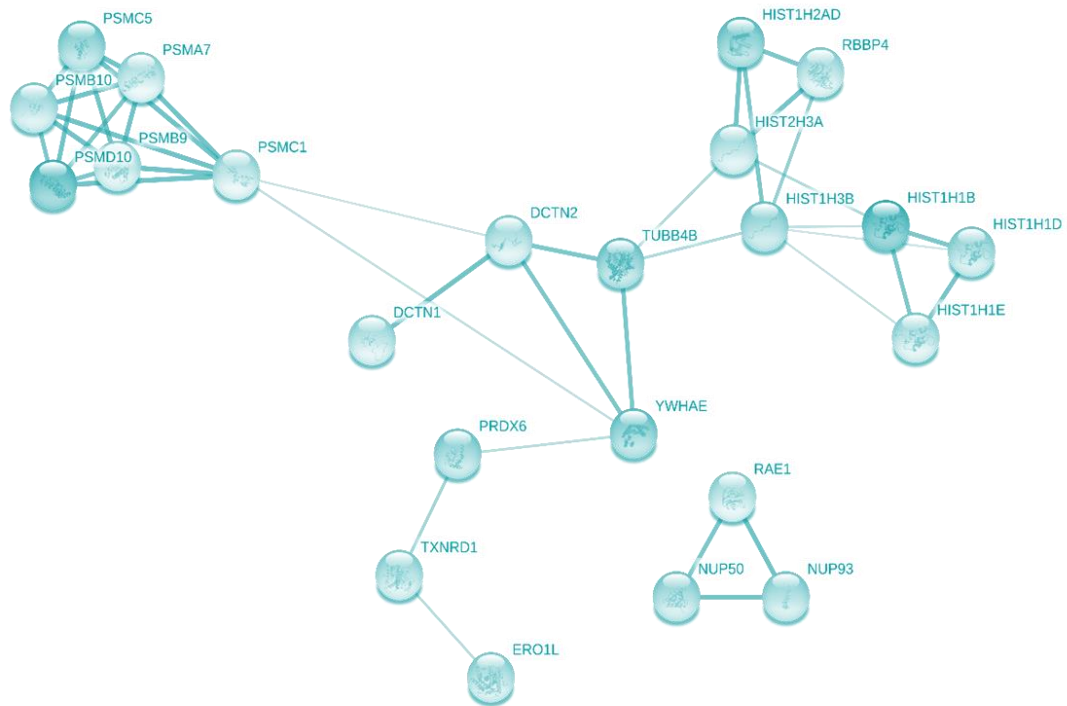 PSMC5
HIST1H2AD
PSMA7
RBBP4
PSMB10
HIST2H3A
PSMB9
PSMC1
PSMD10
HIST1H3B
HIST1H1B
DCTN2
HIST1H1D
TUBB4B
DCTN1
HIST1H1E
YWHAE
PRDX6
RAE1
TXNRD1
NUP50
NUP93
ERO1L